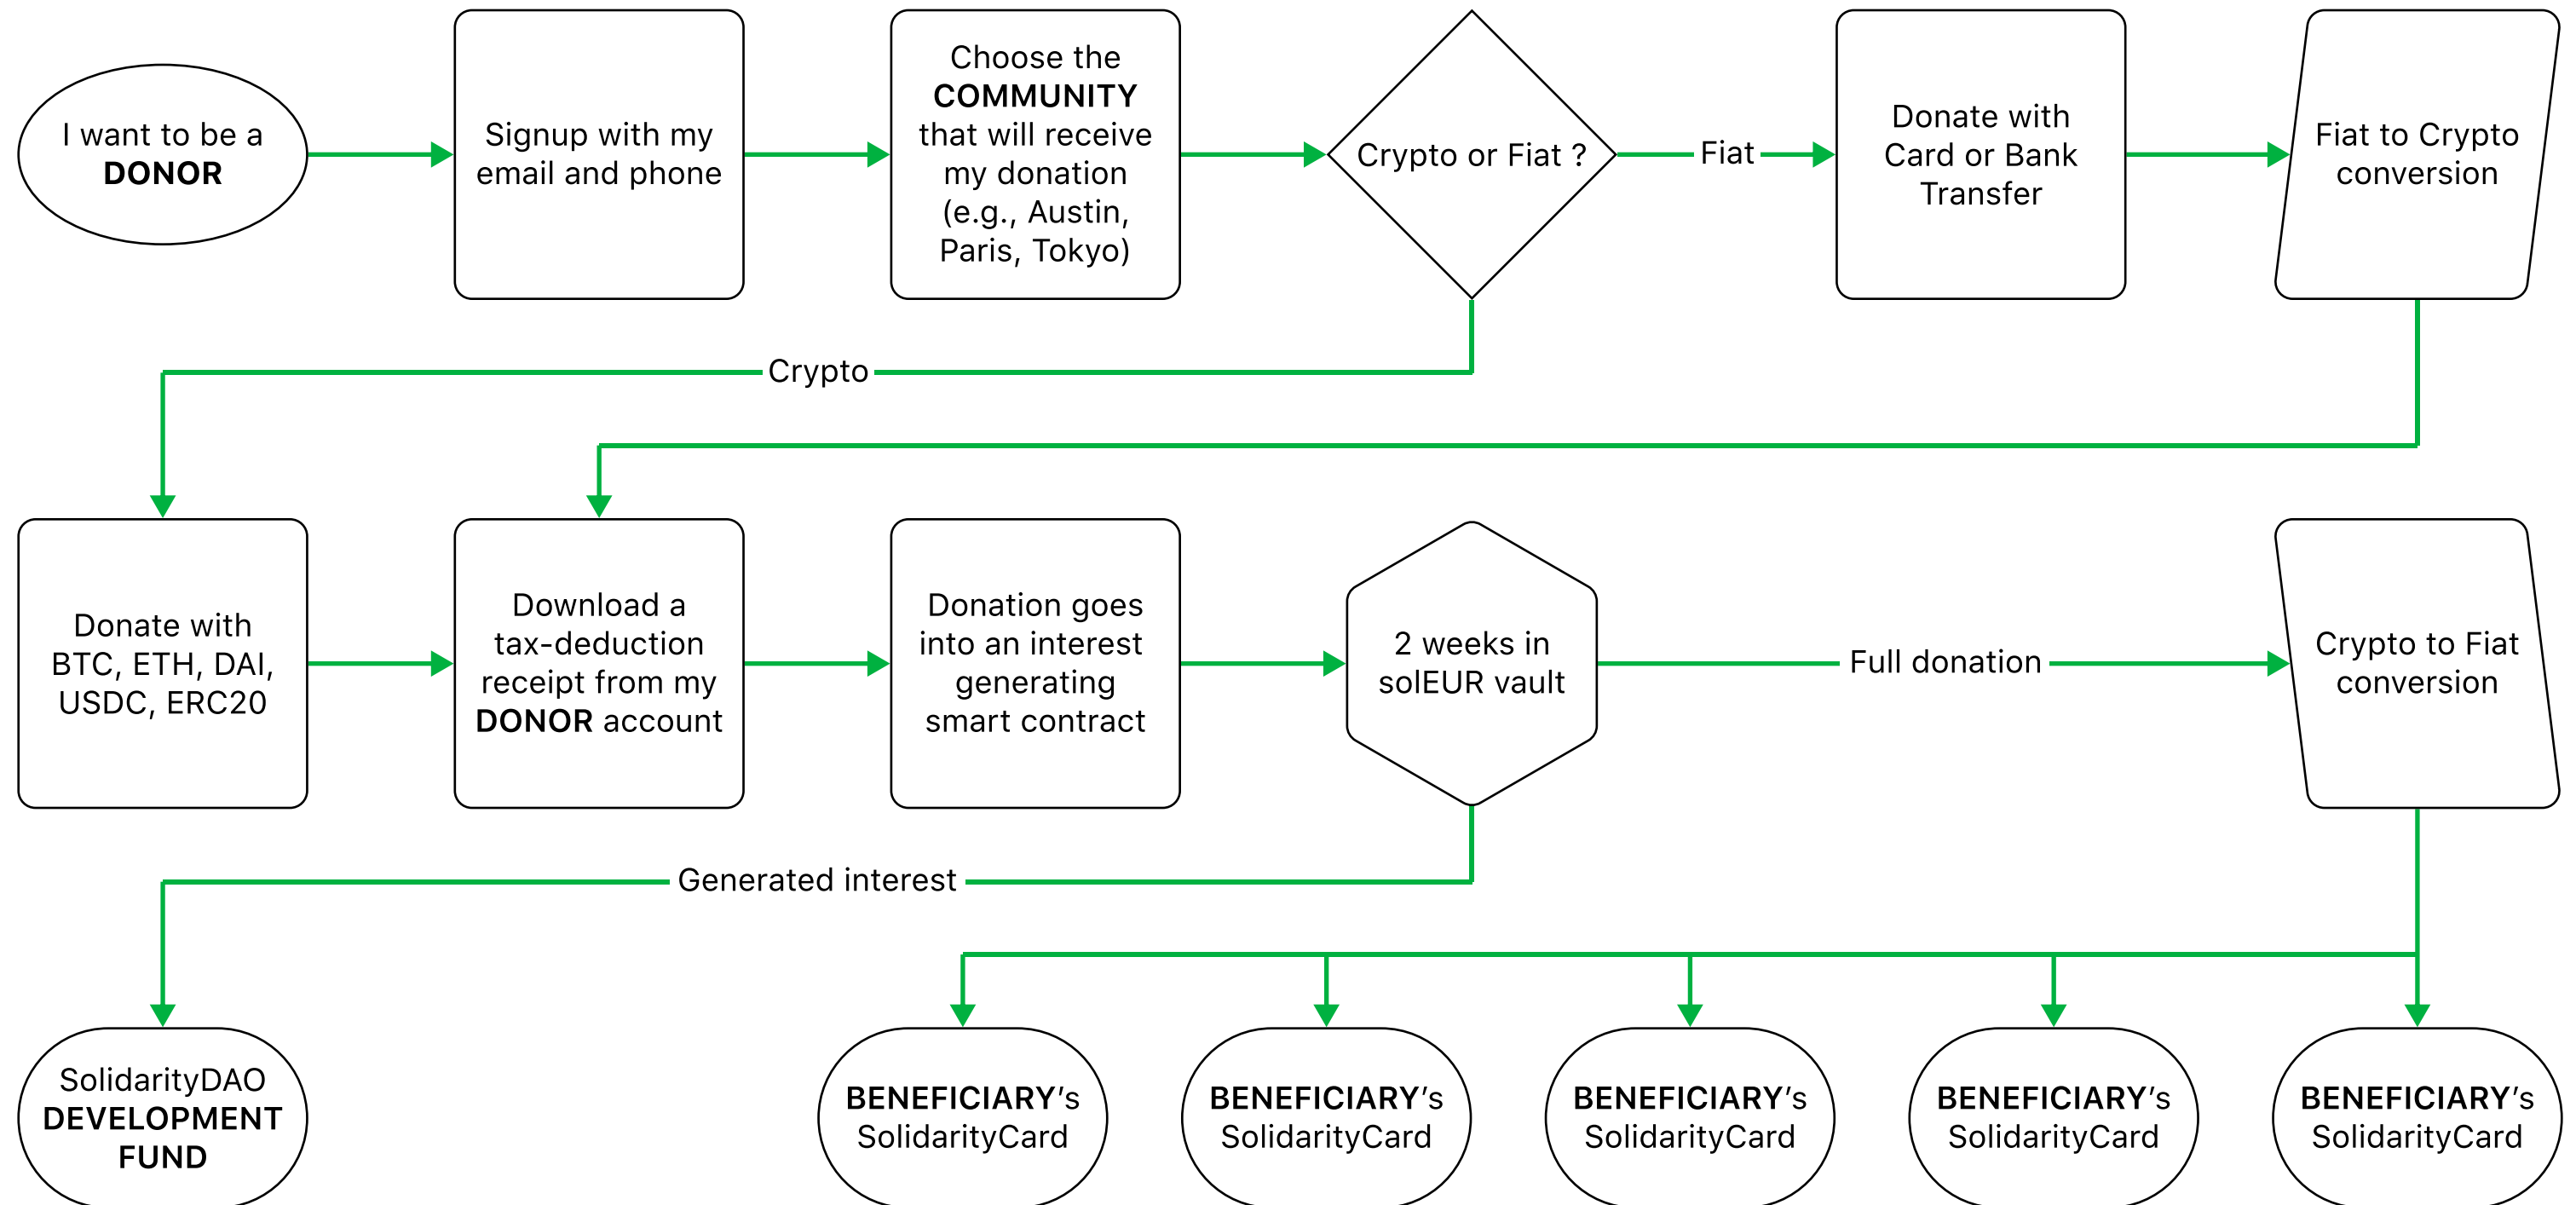 I want to be a
DONOR
Signup with my
email and phone
Choose the
COMMUNITY
that will receive
my donation
(e.g., Austin,
Paris, Tokyo)
Crypto or Fiat ?
Fiat
Donate with
Card or Bank
Transfer
Fiat to Crypto
conversion
Crypto
Donate with
BTC, ETH, DAI,
USDC, ERC20
Download a
tax-deduction
receipt from my
DONOR account
Donation goes
into an interest
generating
smart contract
2 weeks in
solEUR vault
Full donation
Crypto to Fiat
conversion
Generated interest
SolidarityDAO
DEVELOPMENT
FUND
BENEFICIARY’s
SolidarityCard
BENEFICIARY’s
SolidarityCard
BENEFICIARY’s
SolidarityCard
BENEFICIARY’s
SolidarityCard
BENEFICIARY’s
SolidarityCard